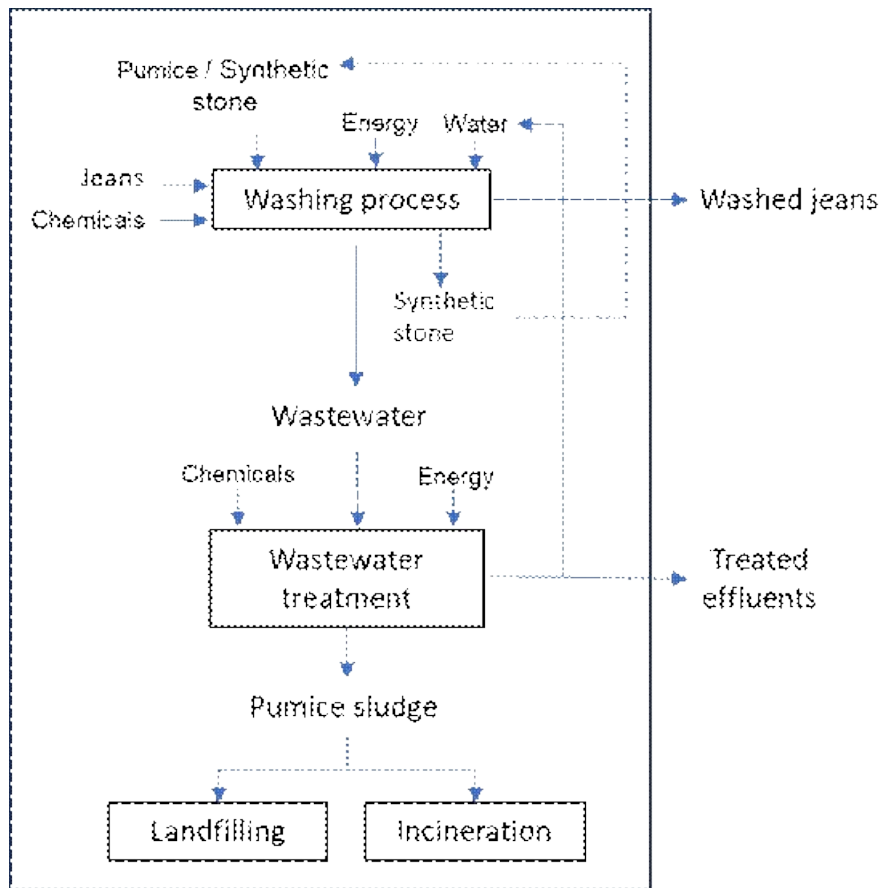 Pumice / Synthetic
stone
Energy
Water
Jeans
Chemicals
Washing process
Washed jeans
Synthetic
stone
Wastewater
Chemicals
Energy
Wastewater
treatment
Treated
effluents
Pumice sludge
Landfilling
Incineration